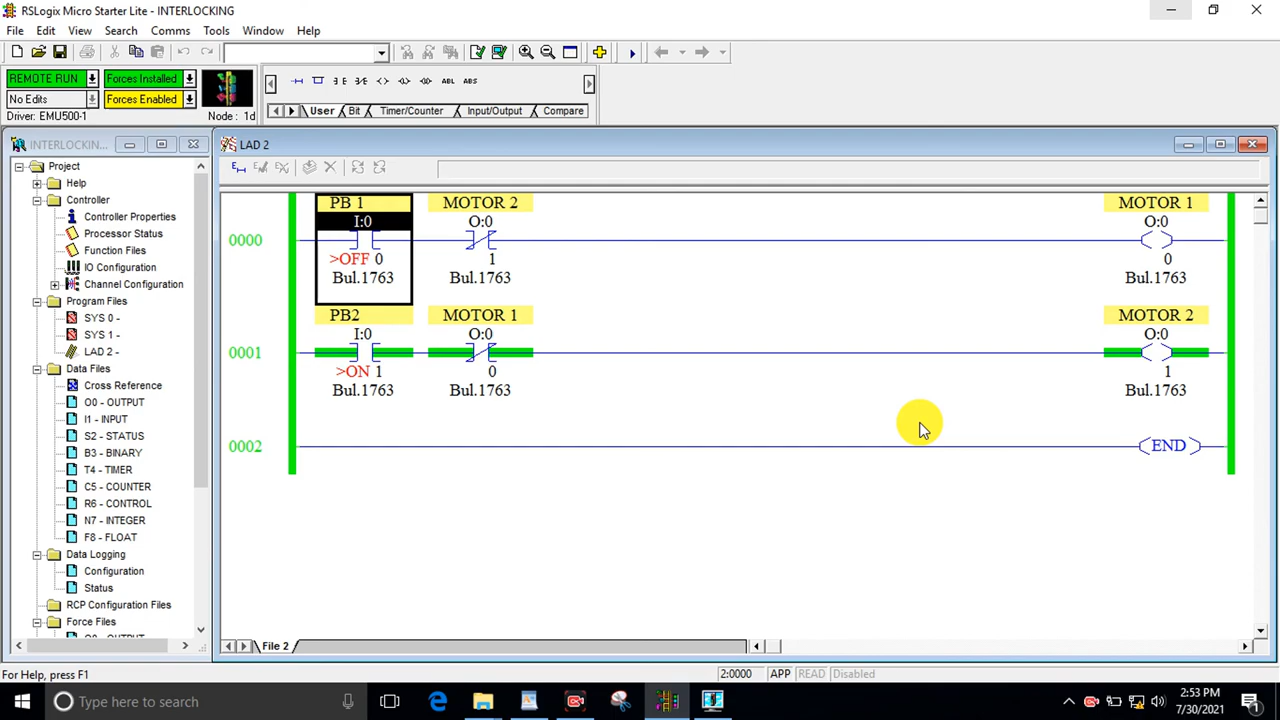 RSLogix Micro Starter Lite - INTERLOCKING
File Edit View Search Comms Tools Window Help
REMOTE RUN Forces Installed
No Edits Forces Enabled
Driver: EMU500-1 Node : 1d
ABL ABS
User Bit Timer/Counter Input/Output Compare
INTERLOCKIN...
Project
Help
Controller
Controller Properties
Processor Status
Function Files
IO Configuration
Channel Configuration
Program Files
SYS 0 -
SYS 1 -
LAD 2 -
Data Files
Cross Reference
O0 - OUTPUT
I1 - INPUT
S2 - STATUS
B3 - BINARY
T4 - TIMER
C5 - COUNTER
R6 - CONTROL
N7 - INTEGER
F8 - FLOAT
Data Logging
Configuration
Status
RCP Configuration Files
Force Files
O0 - OUTPUT
LAD 2
PB 1 MOTOR 2 MOTOR 1
I:0 O:0 O:0
0000
>OFF 0 1 0
Bul.1763 Bul.1763 Bul.1763
PB2 MOTOR 1 MOTOR 2
I:0 O:0 O:0
0001
>ON 1 0 1
Bul.1763 Bul.1763 Bul.1763
0002 END
File 2
For Help, press F1 2:0000 APP READ Disabled
Type here to search
2:53 PM
7/30/2021
1